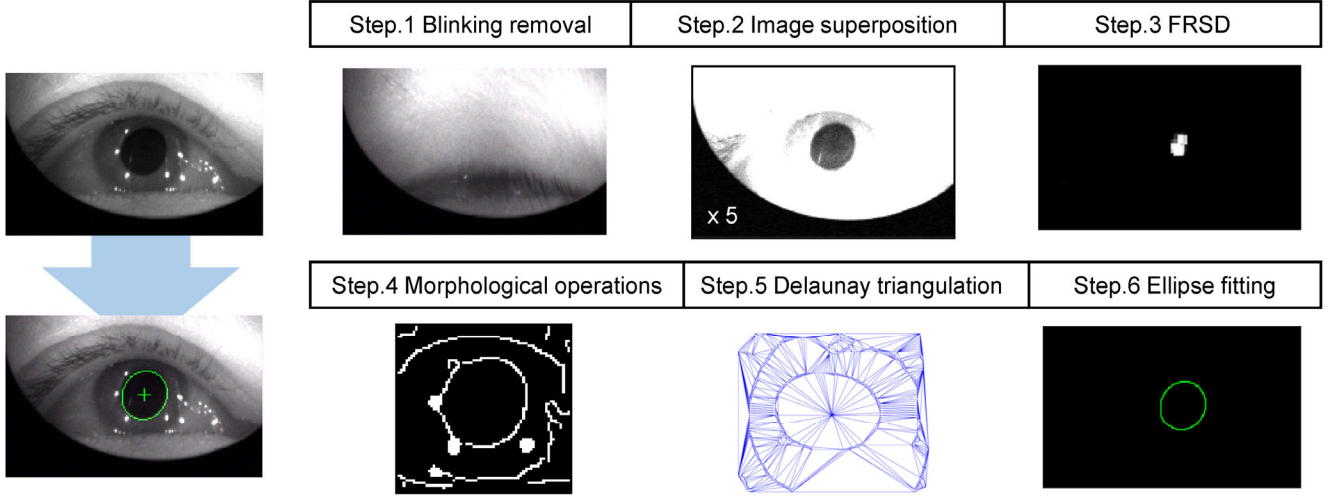 Step.1 Blinking removal
Step.2 Image superposition
Step.3 FRSD
x 5
Step.4 Morphological operations
Step.5 Delaunay triangulation
Step.6 Ellipse fitting